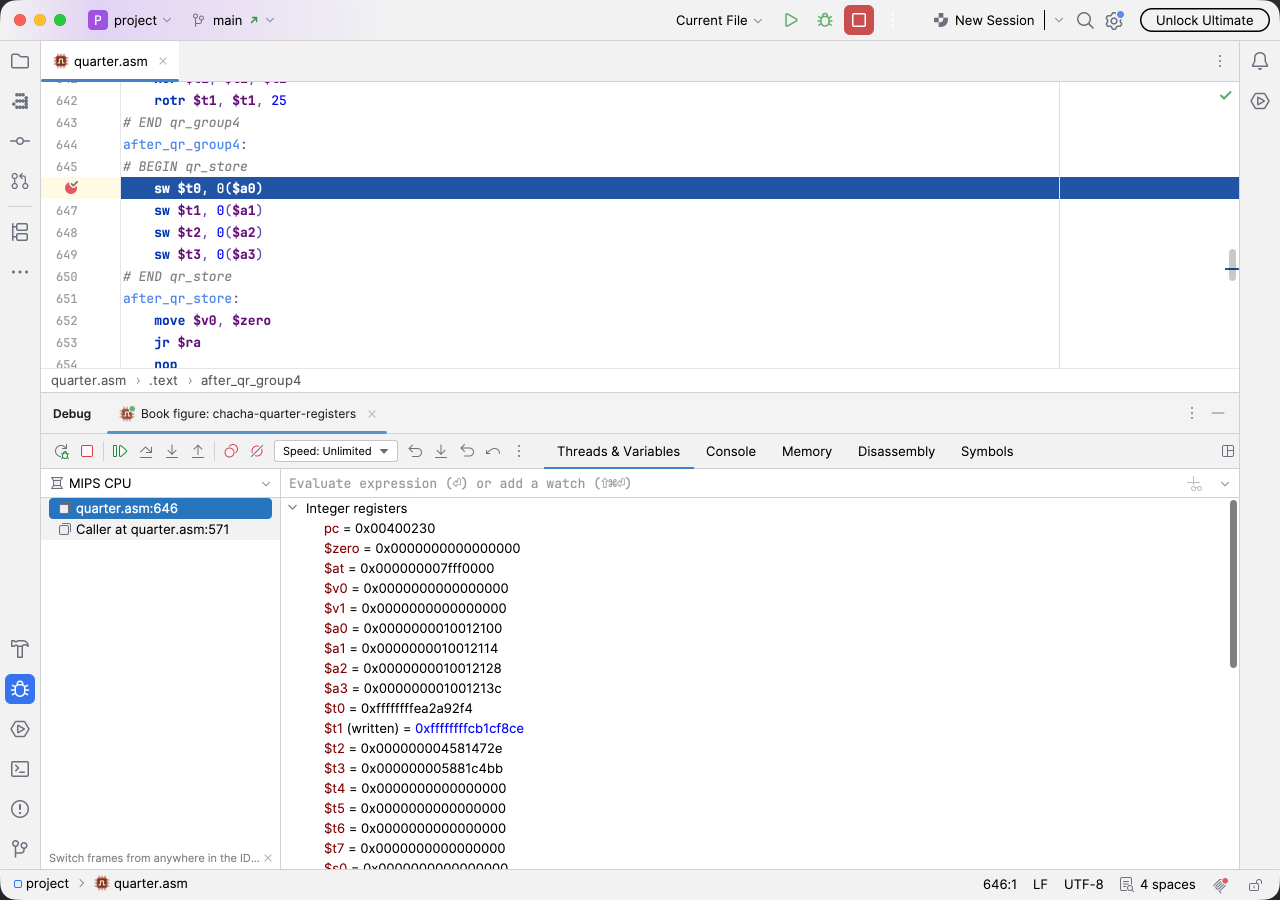 P project main Current File New Session Unlock Ultimate
quarter.asm
642 rotr $t1, $t1, 25
643 # END qr_group4
644 after_qr_group4:
645 # BEGIN qr_store
sw $t0, 0($a0)
647 sw $t1, 0($a1)
648 sw $t2, 0($a2)
649 sw $t3, 0($a3)
650 # END qr_store
651 after_qr_store:
652 move $v0, $zero
653 jr $ra
654 nop
quarter.asm › .text › after_qr_group4
Debug Book figure: chacha-quarter-registers
Speed: Unlimited Threads & Variables Console Memory Disassembly Symbols
MIPS CPU
Evaluate expression (⏎) or add a watch (⇧⌘⏎)
quarter.asm:646
Caller at quarter.asm:571
Integer registers
pc = 0x00400230
$zero = 0x0000000000000000
$at = 0x000000007fff0000
$v0 = 0x0000000000000000
$v1 = 0x0000000000000000
$a0 = 0x0000000010012100
$a1 = 0x0000000010012114
$a2 = 0x0000000010012128
$a3 = 0x000000001001213c
$t0 = 0xffffffffea2a92f4
$t1 (written) = 0xffffffffcb1cf8ce
$t2 = 0x000000004581472e
$t3 = 0x000000005881c4bb
$t4 = 0x0000000000000000
$t5 = 0x0000000000000000
$t6 = 0x0000000000000000
$t7 = 0x0000000000000000
$s0 = 0x0000000000000000
Switch frames from anywhere in the ID...
project › quarter.asm 646:1 LF UTF-8 4 spaces